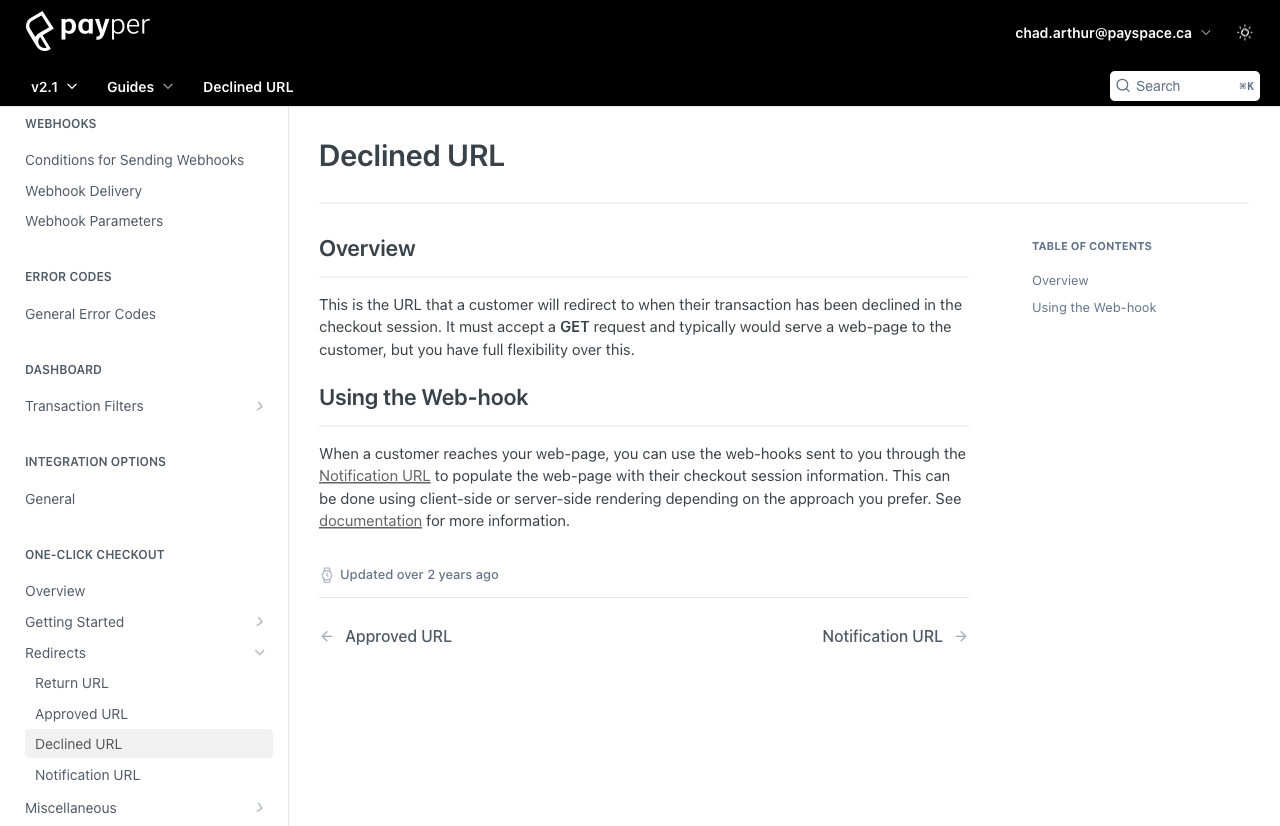 payper
chad.arthur@payspace.ca
v2.1 Guides Declined URL
Search ⌘K
WEBHOOKS
Conditions for Sending Webhooks
Webhook Delivery
Webhook Parameters
ERROR CODES
General Error Codes
DASHBOARD
Transaction Filters
INTEGRATION OPTIONS
General
ONE-CLICK CHECKOUT
Overview
Getting Started
Redirects
Return URL
Approved URL
Declined URL
Notification URL
Miscellaneous
Declined URL
Overview
This is the URL that a customer will redirect to when their transaction has been declined in the
checkout session. It must accept a GET request and typically would serve a web-page to the
customer, but you have full flexibility over this.
Using the Web-hook
When a customer reaches your web-page, you can use the web-hooks sent to you through the
Notification URL to populate the web-page with their checkout session information. This can
be done using client-side or server-side rendering depending on the approach you prefer. See
documentation for more information.
Updated over 2 years ago
Approved URL
Notification URL
TABLE OF CONTENTS
Overview
Using the Web-hook